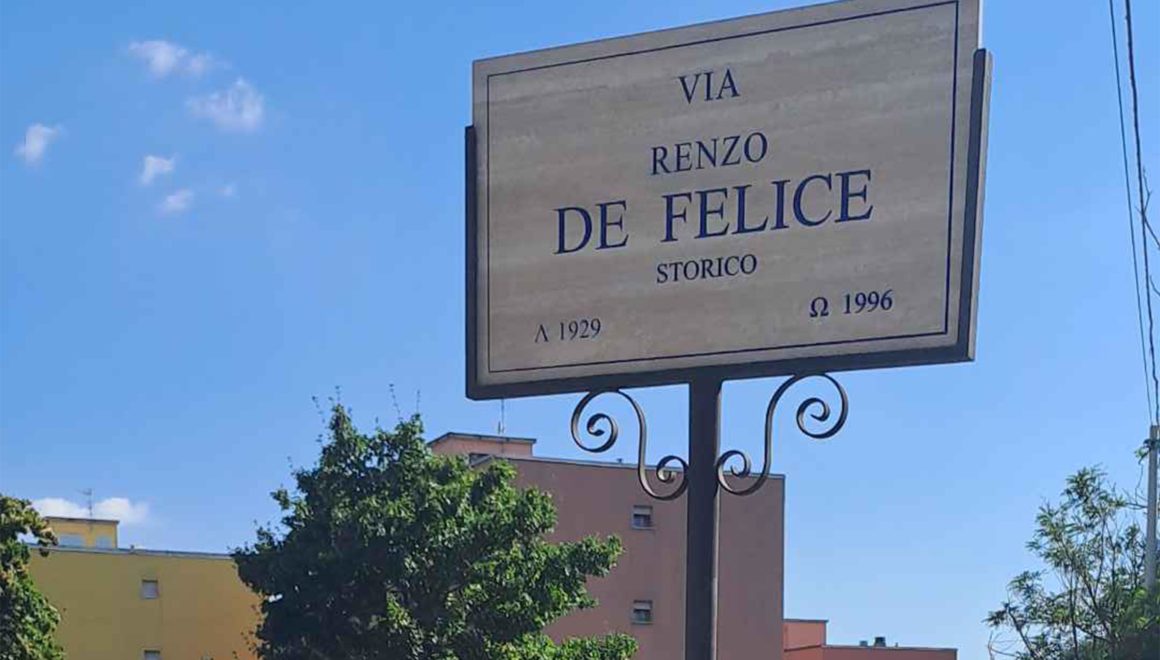 VIA
RENZO
DE FELICE
STORICO
Λ 1929 Ω 1996